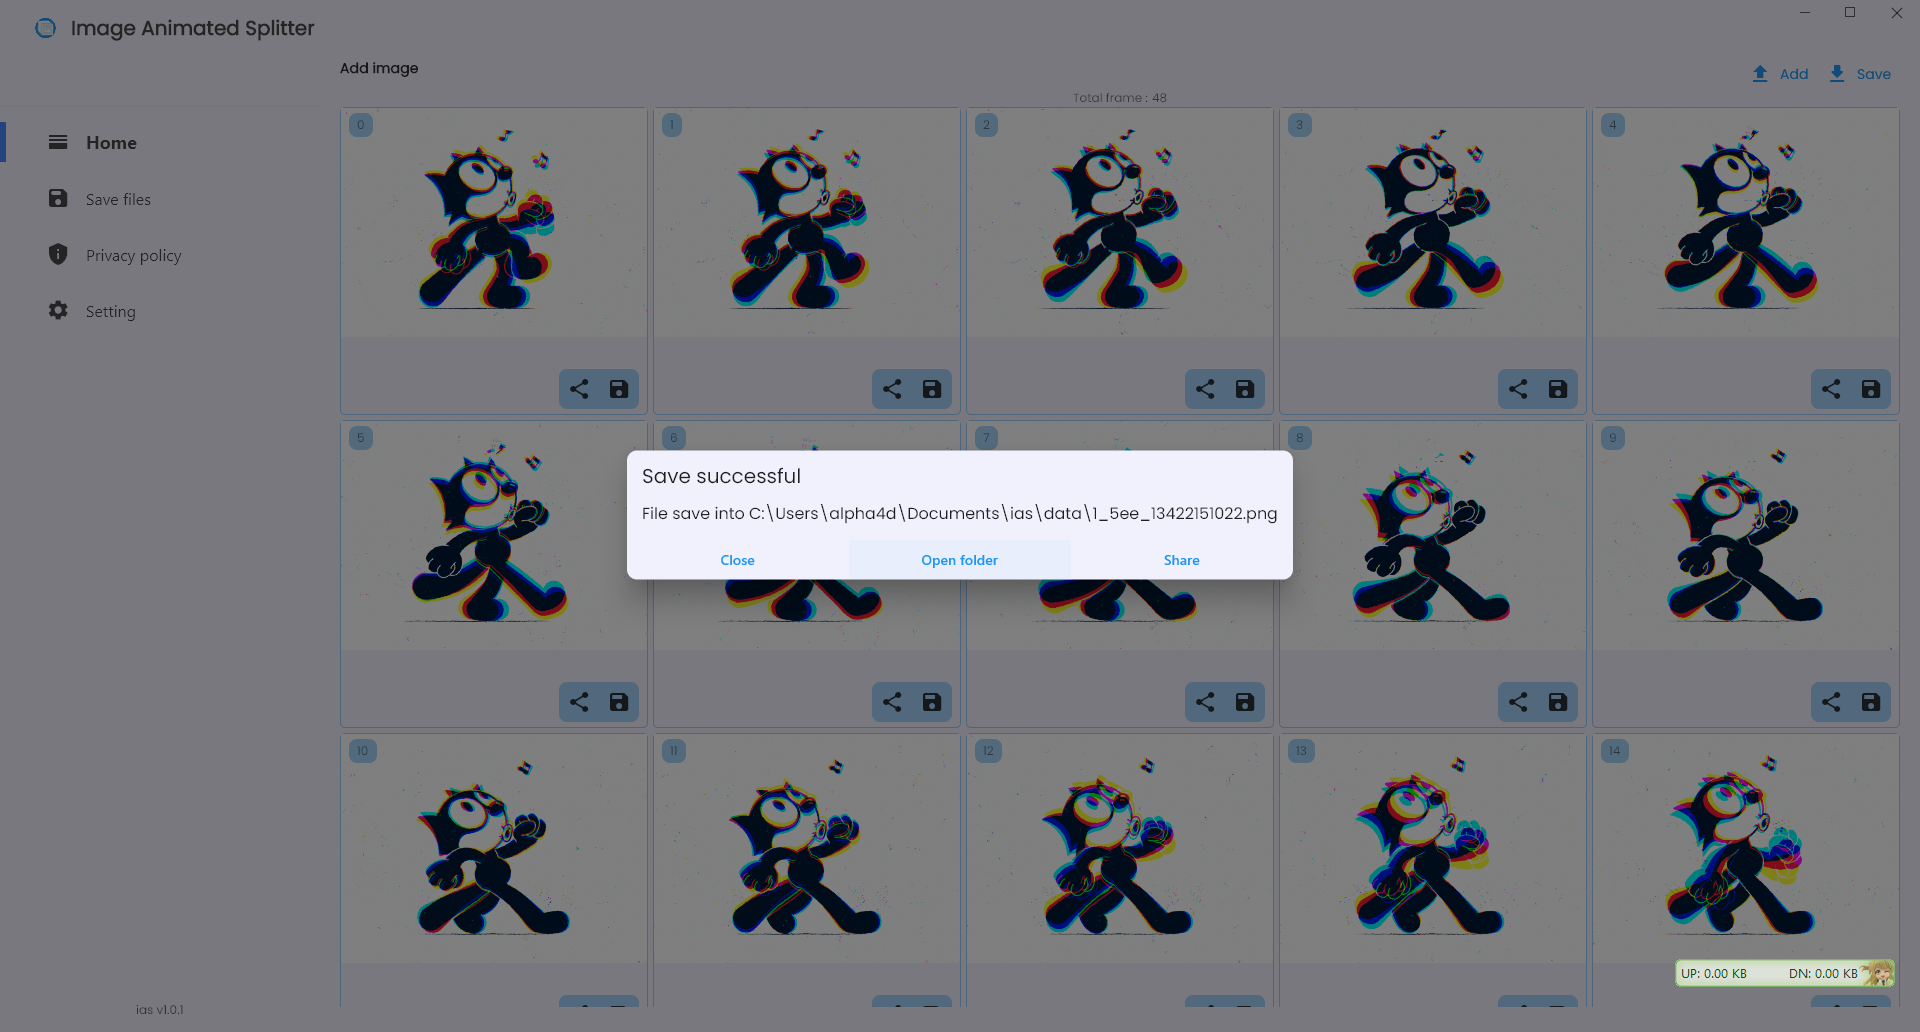 Image Animated Splitter
Add image
Add
Save
Total frame : 48
Home
Save files
Privacy policy
Setting
0
1
2
3
4
5
6
7
8
9
Save successful
File save into C:\Users\alpha4d\Documents\ias\data\1_5ee_13422151022.png
Close
Open folder
Share
10
11
12
13
14
UP: 0.00 KB
DN: 0.00 KB
ias v1.0.1